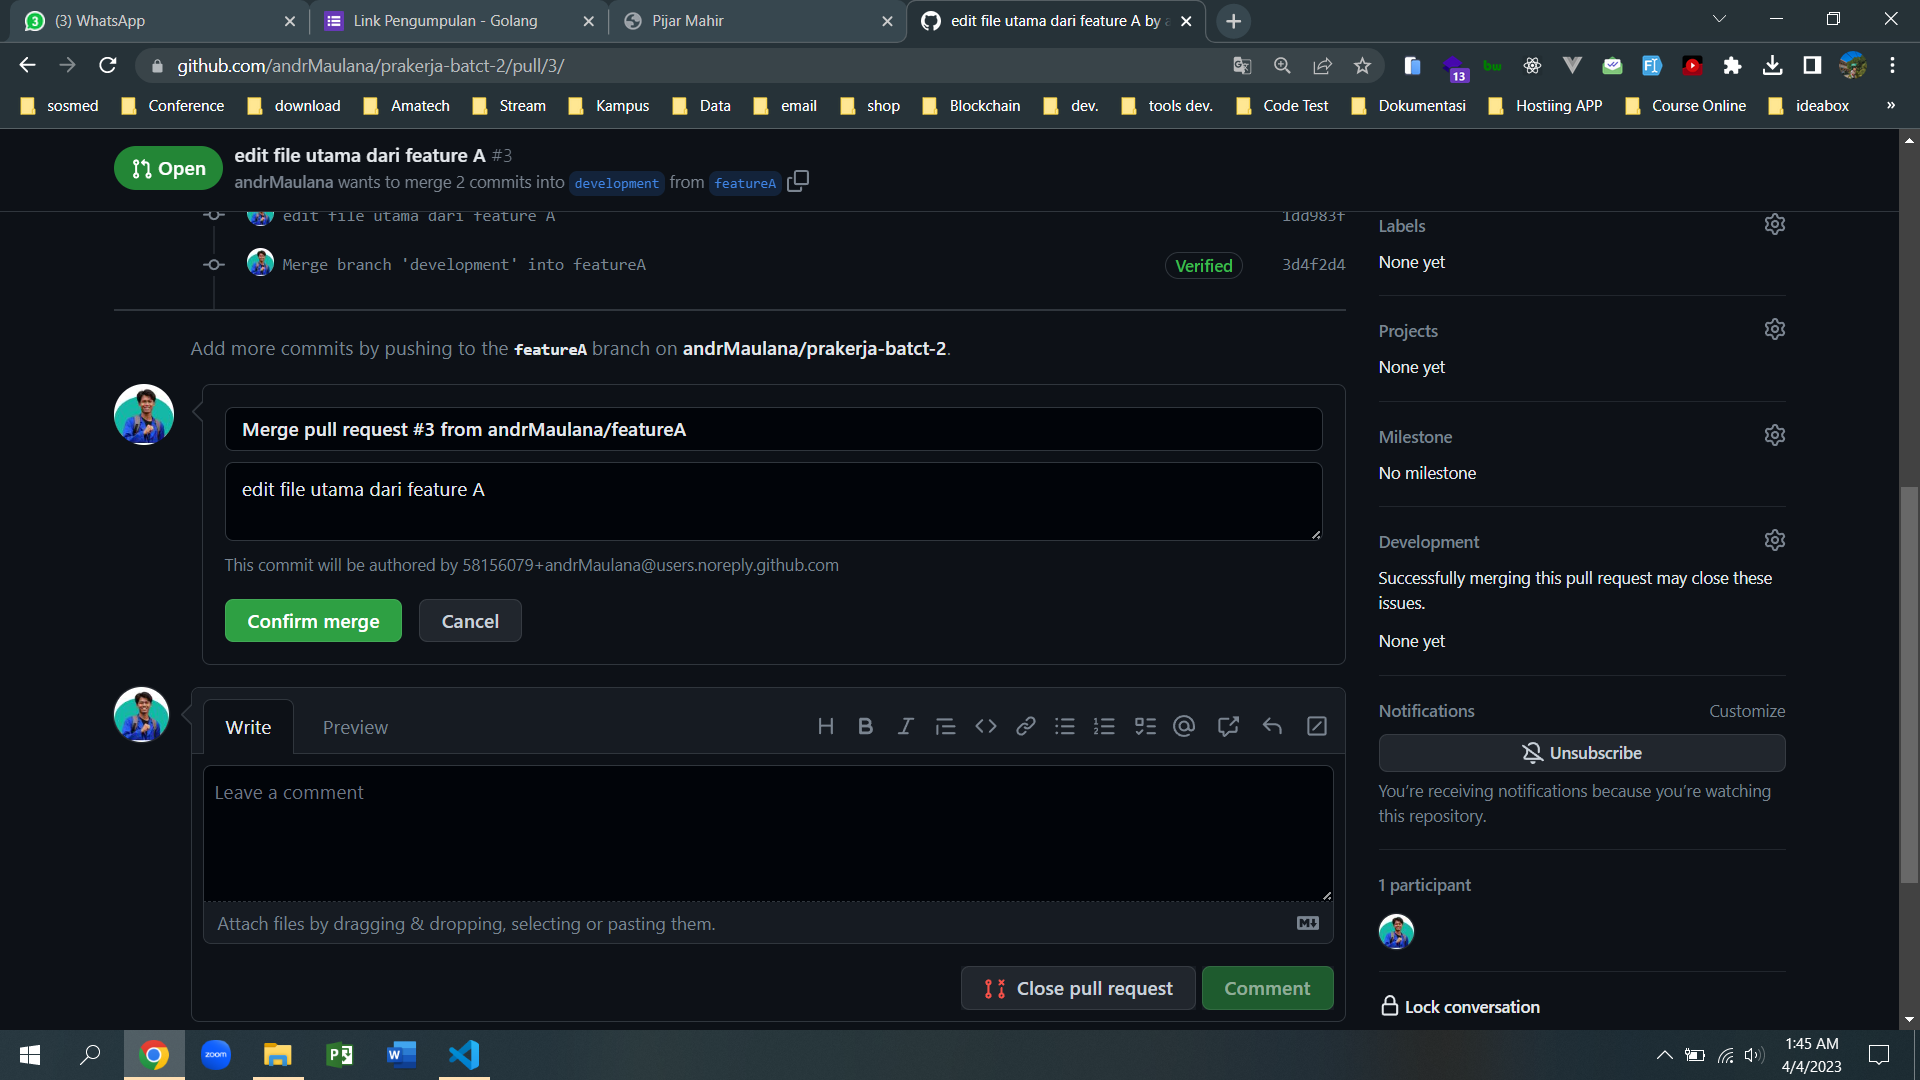 (3) WhatsApp
Link Pengumpulan - Golang
Pijar Mahir
edit file utama dari feature A by a
github.com/andrMaulana/prakerja-batct-2/pull/3/
13
bw
sosmed
Conference
download
Amatech
Stream
Kampus
Data
email
shop
Blockchain
dev.
tools dev.
Code Test
Dokumentasi
Hostiing APP
Course Online
ideabox
»
Open
edit file utama dari feature A #3
andrMaulana wants to merge 2 commits into development from featureA
edit file utama dari feature A
1dd983f
Merge branch 'development' into featureA
Verified
3d4f2d4
Add more commits by pushing to the featureA branch on andrMaulana/prakerja-batct-2.
Merge pull request #3 from andrMaulana/featureA
edit file utama dari feature A
This commit will be authored by 58156079+andrMaulana@users.noreply.github.com
Confirm merge
Cancel
Write
Preview
Leave a comment
Attach files by dragging & dropping, selecting or pasting them.
Close pull request
Comment
Labels
None yet
Projects
None yet
Milestone
No milestone
Development
Successfully merging this pull request may close these
issues.
None yet
Notifications
Customize
Unsubscribe
You're receiving notifications because you're watching
this repository.
1 participant
Lock conversation
zoom
1:45 AM
4/4/2023